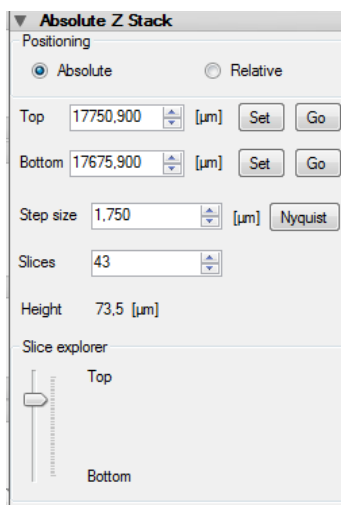 Absolute Z Stack
Positioning
Absolute Relative
Top 17750,900 [µm] Set Go
Bottom 17675,900 [µm] Set Go
Step size 1,750 [µm] Nyquist
Slices 43
Height 73,5 [µm]
Slice explorer
Top
Bottom